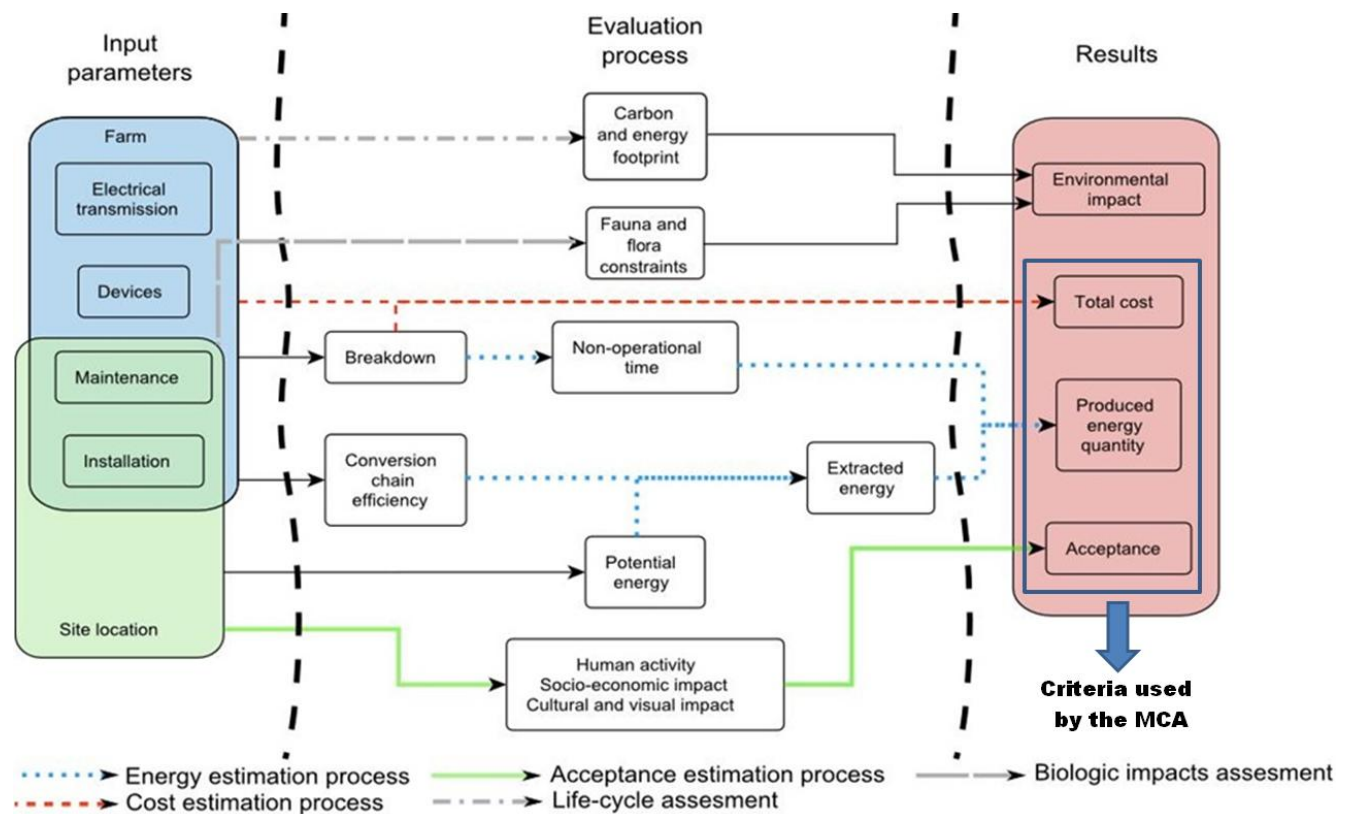 Input
parameters
Evaluation
process
Results
Farm
Electrical
transmission
Devices
Maintenance
Installation
Site location
Carbon
and energy
footprint
Fauna and
flora
constraints
Breakdown
Non-operational
time
Conversion
chain
efficiency
Extracted
energy
Potential
energy
Human activity
Socio-economic impact
Cultural and visual impact
Environmental
impact
Total cost
Produced
energy
quantity
Acceptance
Criteria used
by the MCA
Energy estimation process
Cost estimation process
Acceptance estimation process
Life-cycle assesment
Biologic impacts assesment